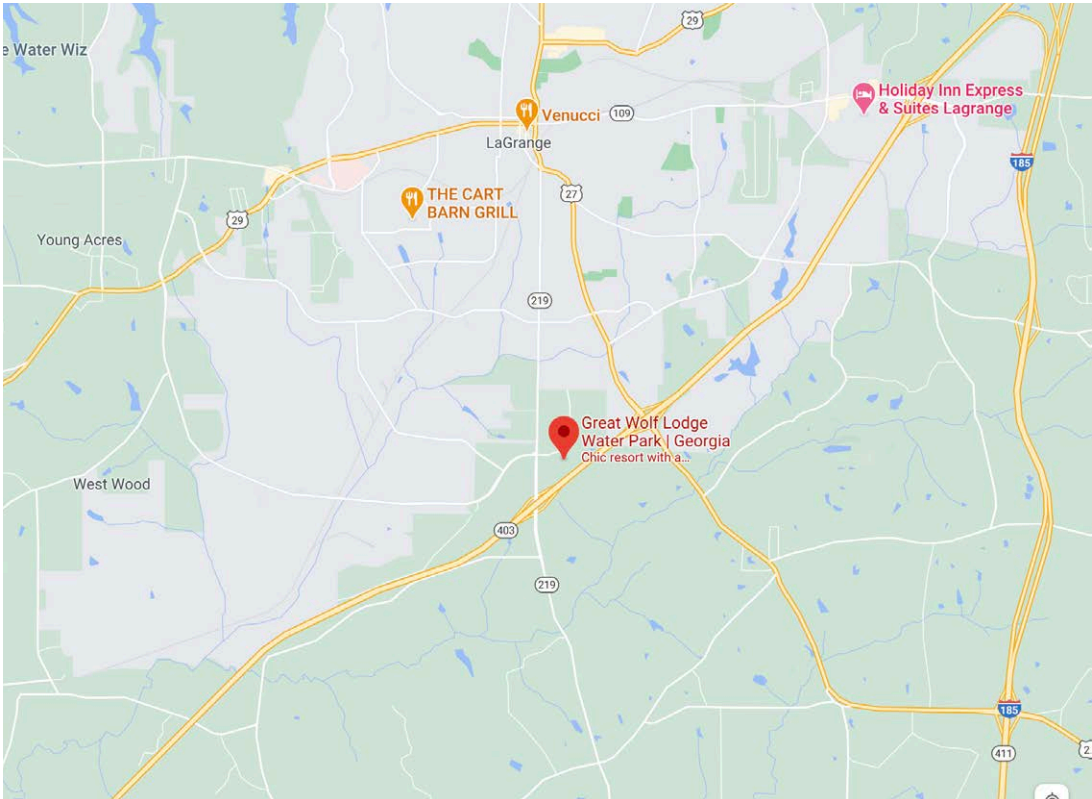 29
e Water Wiz
Holiday Inn Express
& Suites Lagrange
Venucci
109
LaGrange
185
27
THE CART
BARN GRILL
29
Young Acres
219
Great Wolf Lodge
Water Park | Georgia
Chic resort with a...
West Wood
403
219
185
411
2